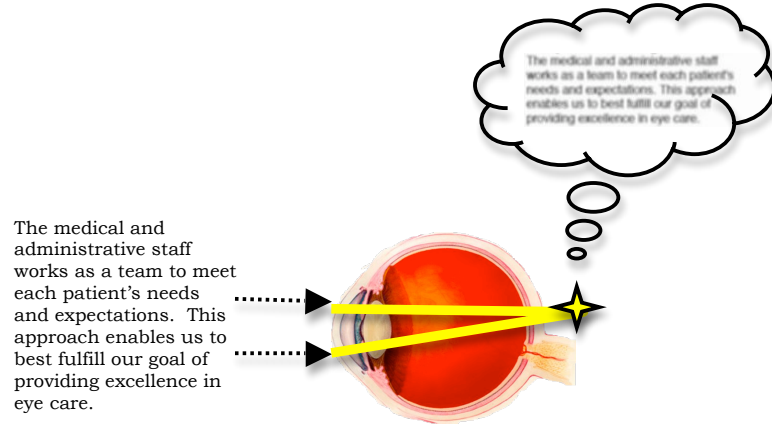 The medical and administrative staff
works as a team to meet each patient's
needs and expectations. This approach
enables us to best fulfill our goal of
providing excellence in eye care.
The medical and
administrative staff
works as a team to meet
each patient’s needs
and expectations.  This
approach enables us to
best fulfill our goal of
providing excellence in
eye care.